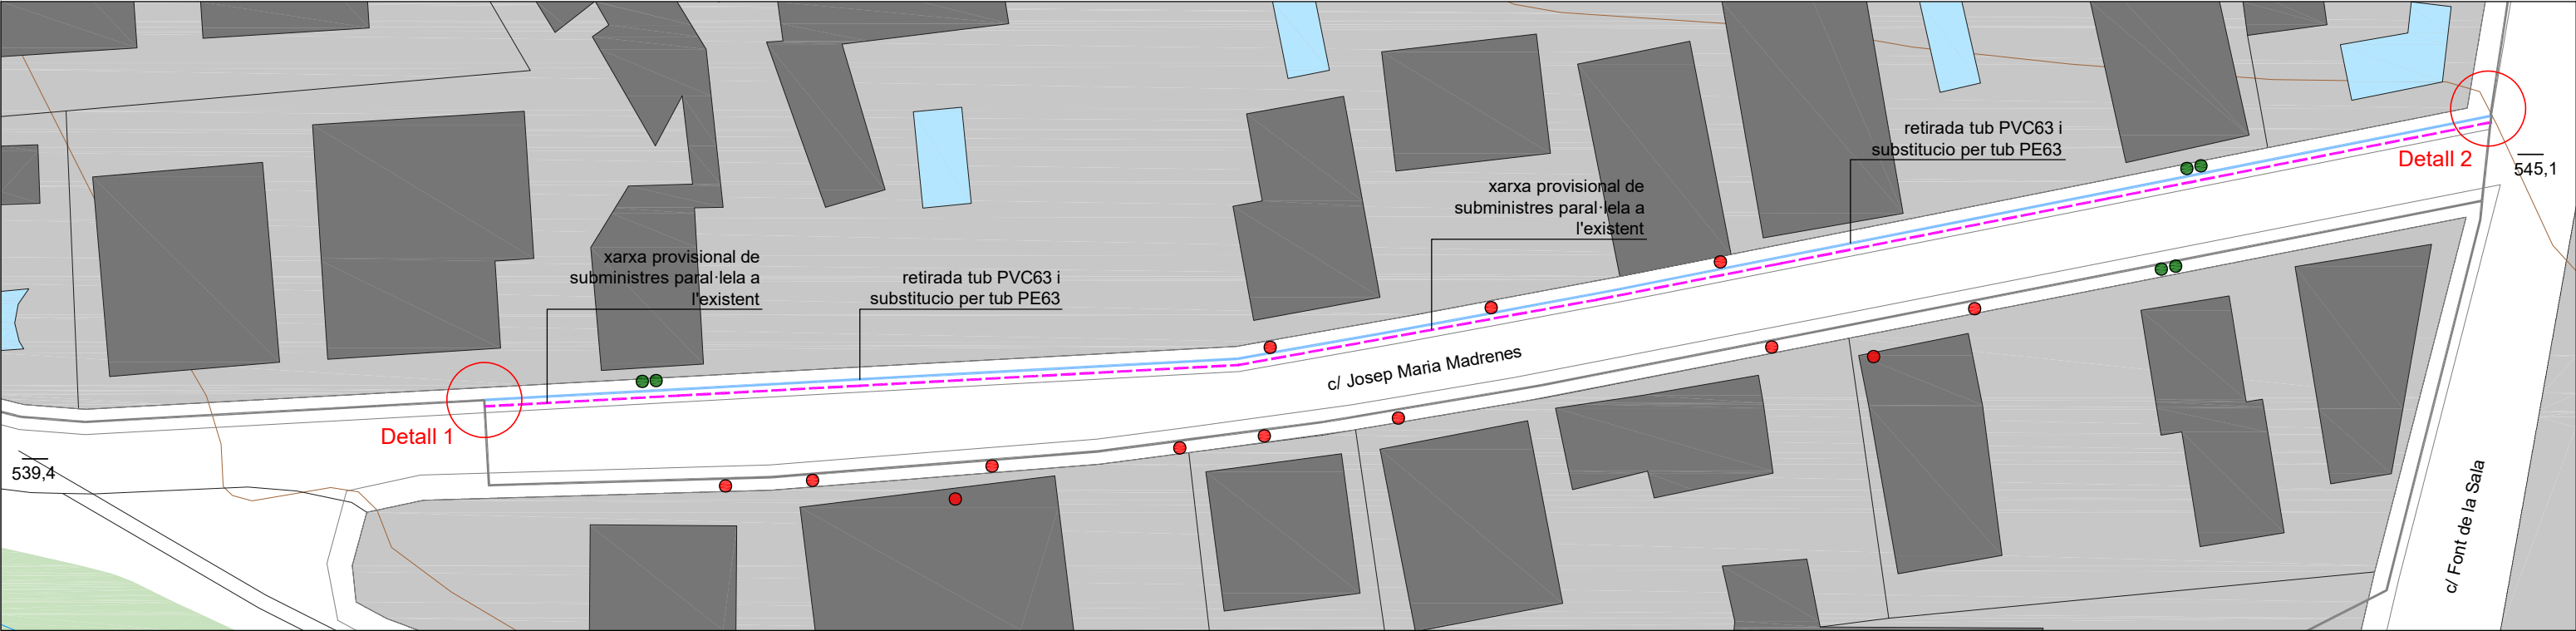 retirada tub PVC63 i
substitucio per tub PE63
Detall 2
545,1
xarxa provisional de
subministres paral·lela a
l'existent
xarxa provisional de
subministres paral·lela a
l'existent
retirada tub PVC63 i
substitucio per tub PE63
c/ Josep Maria Madrenes
Detall 1
539,4
c/ Font de la Sala